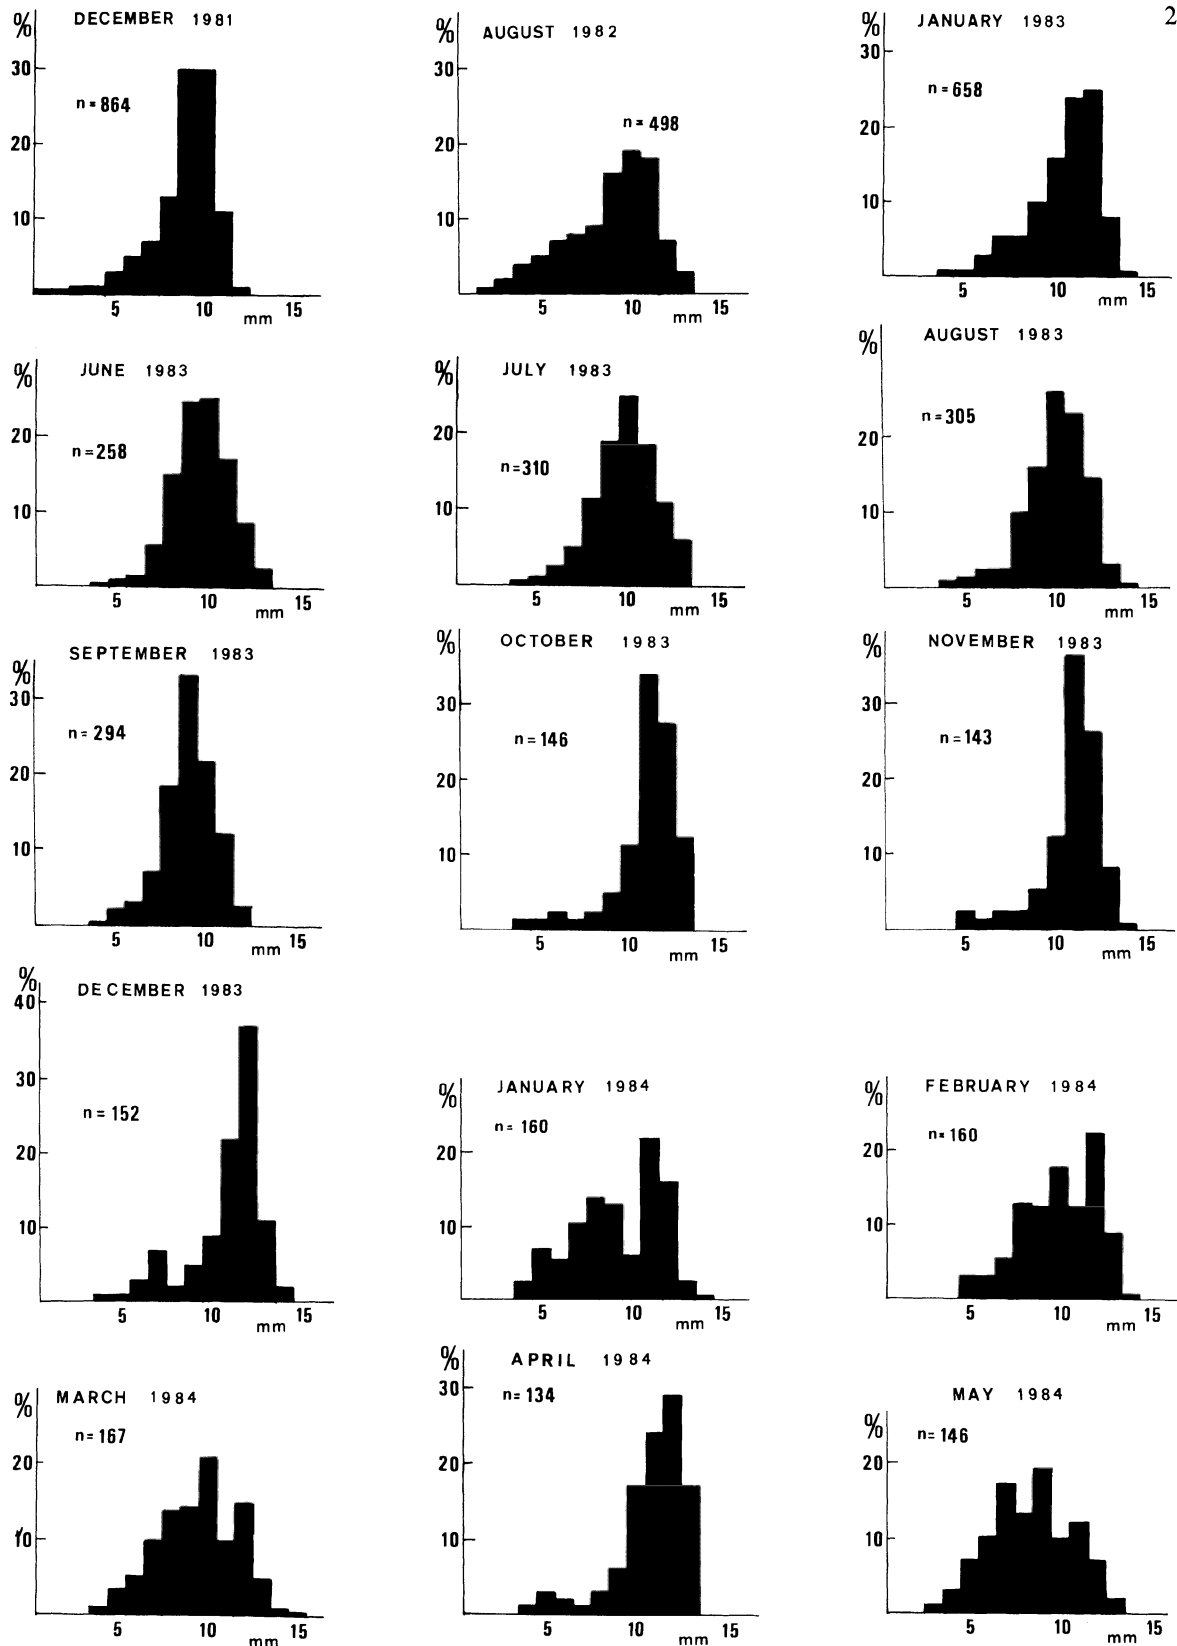 2
% DECEMBER 1981
n=864
30
20
10
5 10 15
mm
% AUGUST 1982
n=498
30
20
10
5 10 15
mm
% JANUARY 1983
n=658
30
20
10
5 10 15
mm
% JUNE 1983
n=258
20
10
5 10 15
mm
% JULY 1983
n=310
20
10
5 10 15
mm
% AUGUST 1983
n=305
20
10
5 10 15
mm
% SEPTEMBER 1983
n=294
30
20
10
5 10 15
mm
% OCTOBER 1983
n=146
30
20
10
5 10 15
mm
% NOVEMBER 1983
n=143
30
20
10
5 10 15
mm
% DECEMBER 1983
n=152
40
30
20
10
5 10 15
mm
% JANUARY 1984
n=160
20
10
5 10 15
mm
% FEBRUARY 1984
n=160
20
10
5 10 15
mm
% MARCH 1984
n=167
20
10
5 10 15
mm
% APRIL 1984
n=134
30
20
10
5 10 15
mm
% MAY 1984
n=146
20
10
5 10 15
mm